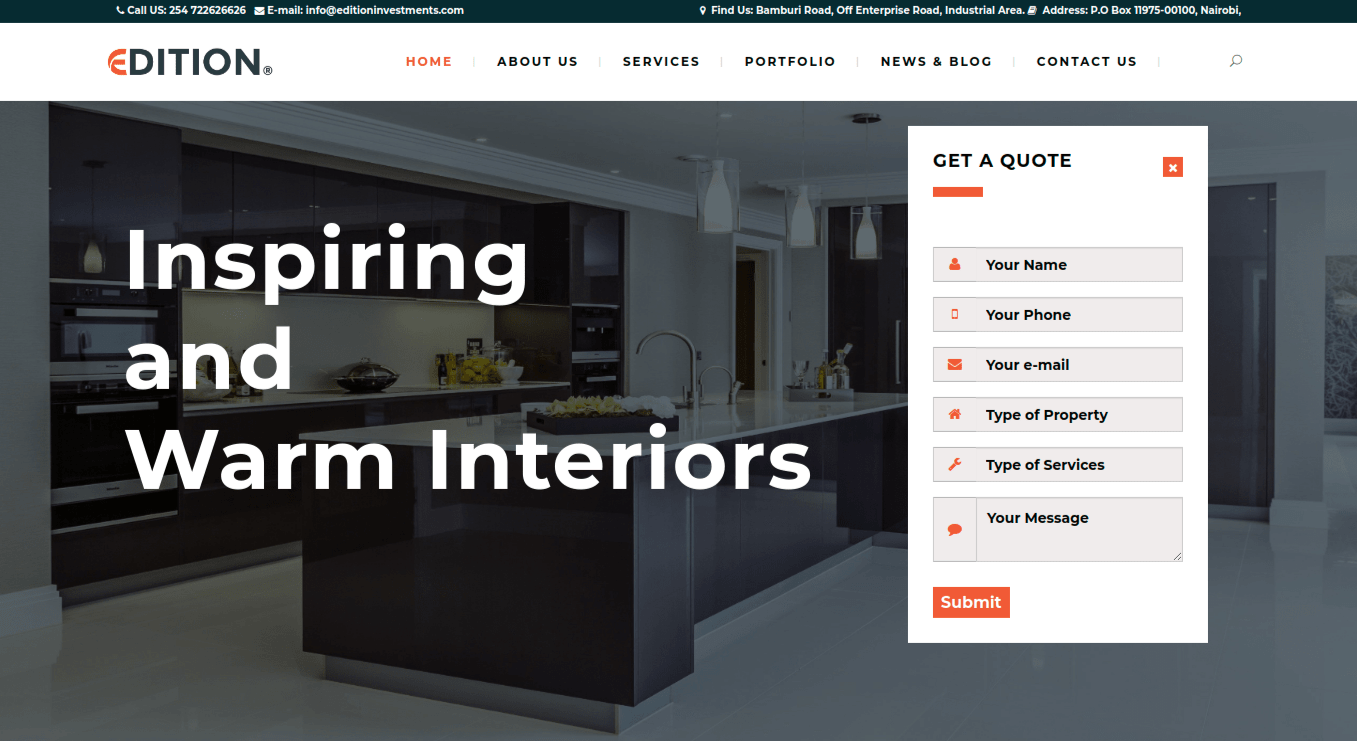 Call US: 254 722626626 E-mail: info@editioninvestments.com Find Us: Bamburi Road, Off Enterprise Road, Industrial Area. Address: P.O Box 11975-00100, Nairobi,
EDITION®
HOME ABOUT US SERVICES PORTFOLIO NEWS & BLOG CONTACT US
Inspiring
and
Warm Interiors
GET A QUOTE
Your Name
Your Phone
Your e-mail
Type of Property
Type of Services
Your Message
Submit